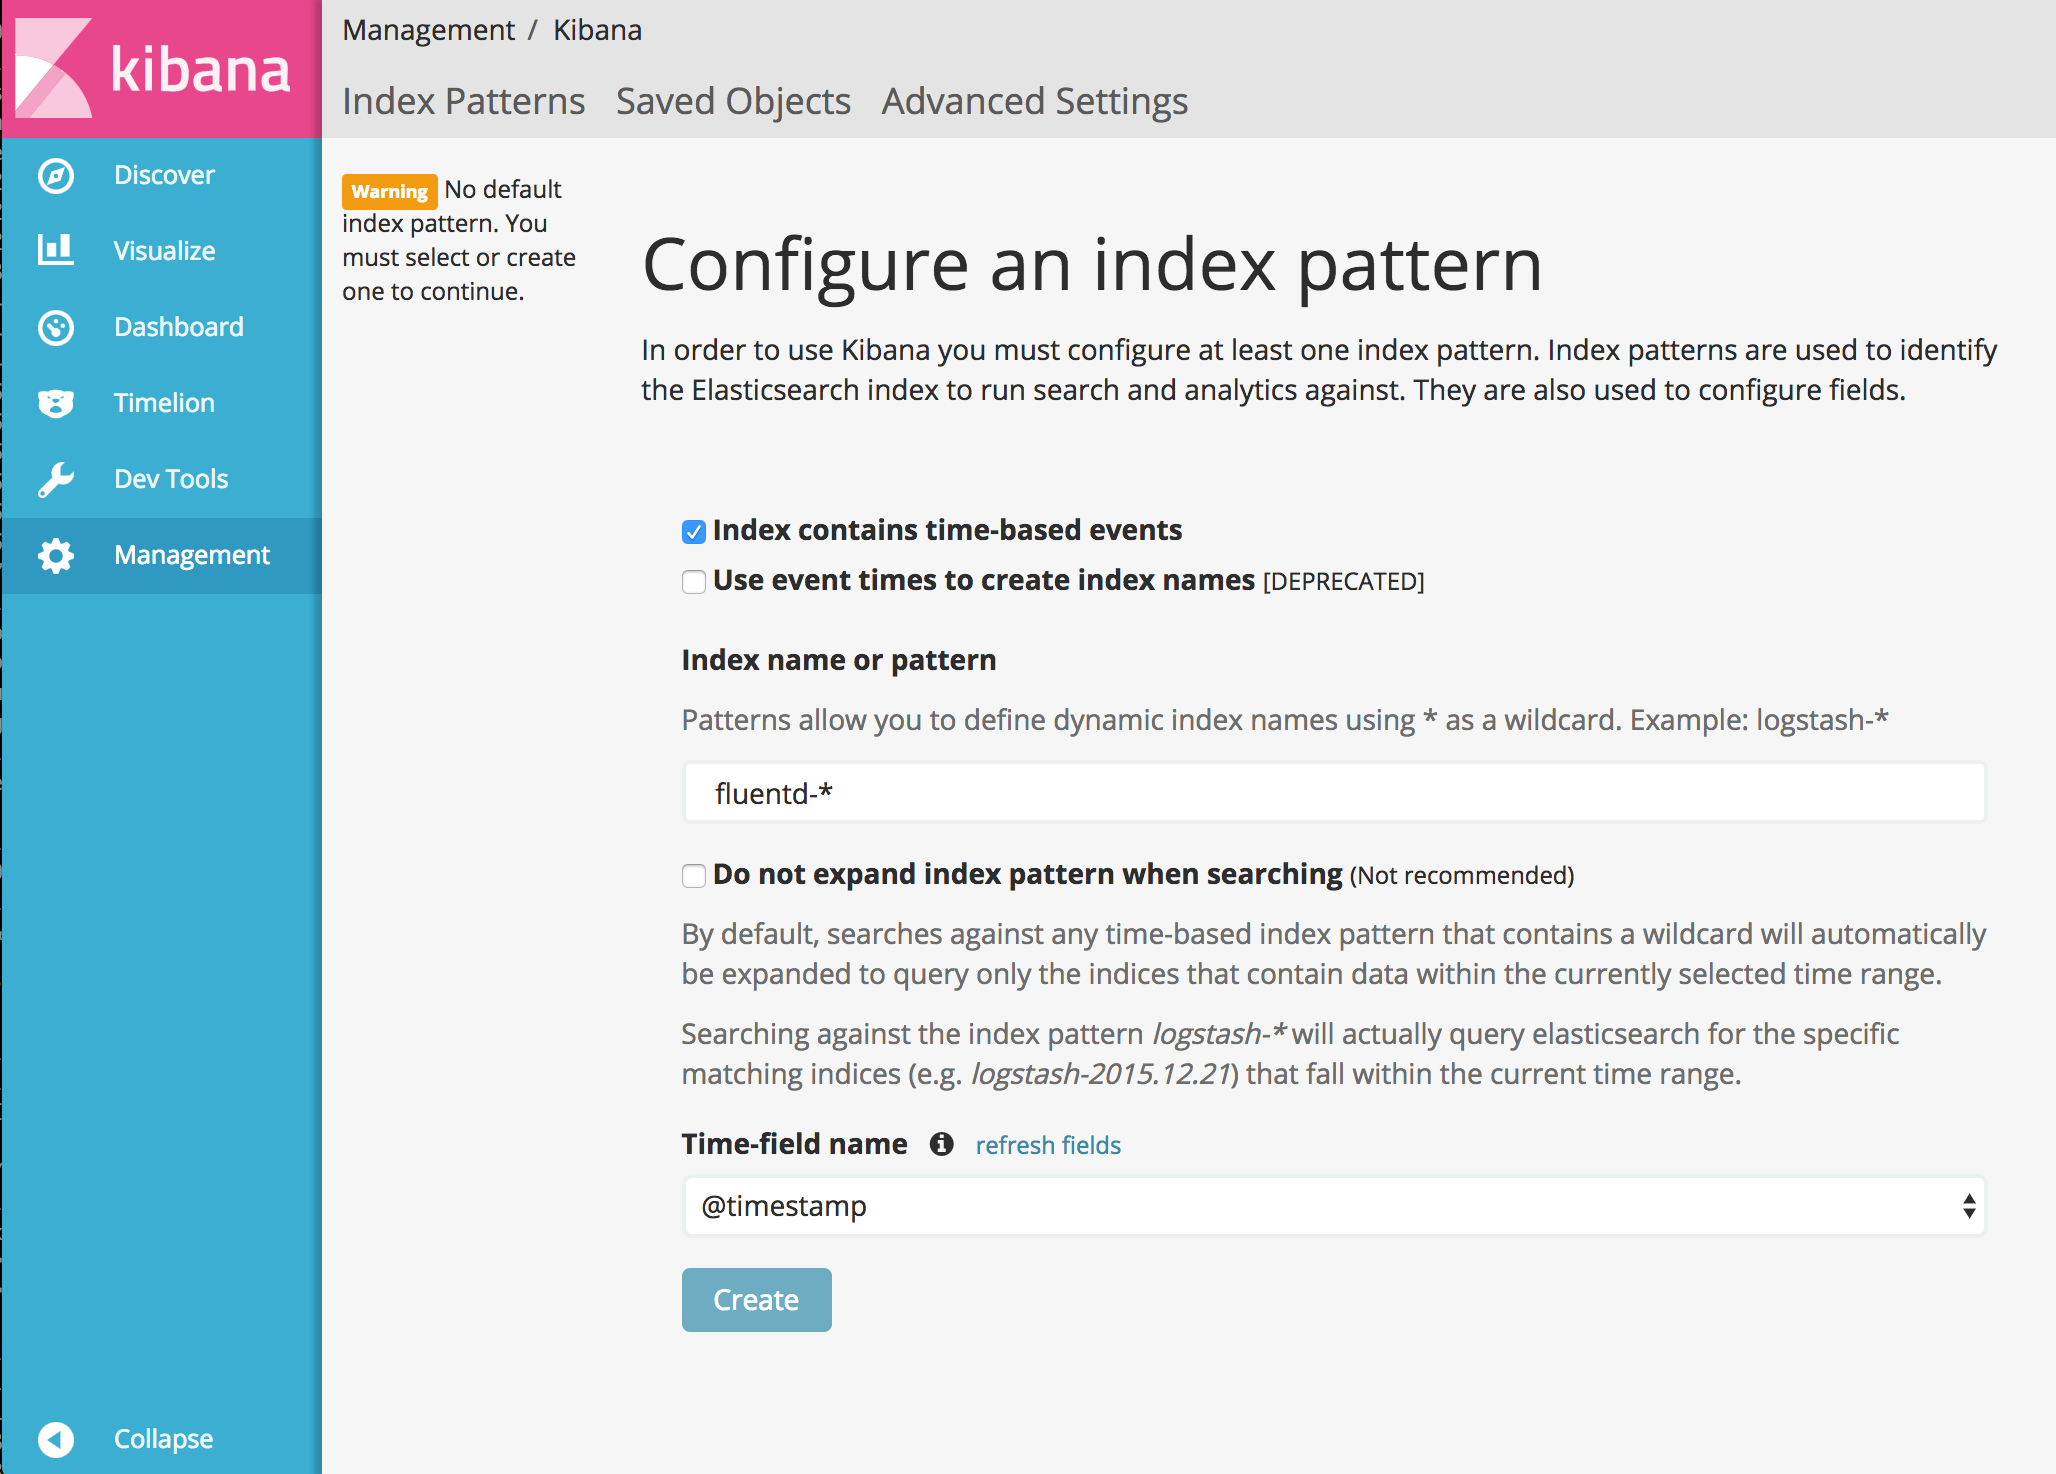 kibana
Management / Kibana
Index Patterns Saved Objects Advanced Settings
Discover
Visualize
Dashboard
Timelion
Dev Tools
Management
Collapse
Warning No default
index pattern. You
must select or create
one to continue.
Configure an index pattern
In order to use Kibana you must configure at least one index pattern. Index patterns are used to identify
the Elasticsearch index to run search and analytics against. They are also used to configure fields.
Index contains time-based events
Use event times to create index names [DEPRECATED]
Index name or pattern
Patterns allow you to define dynamic index names using * as a wildcard. Example: logstash-*
fluentd-*
Do not expand index pattern when searching (Not recommended)
By default, searches against any time-based index pattern that contains a wildcard will automatically
be expanded to query only the indices that contain data within the currently selected time range.
Searching against the index pattern logstash-* will actually query elasticsearch for the specific
matching indices (e.g. logstash-2015.12.21) that fall within the current time range.
Time-field name refresh fields
@timestamp
Create